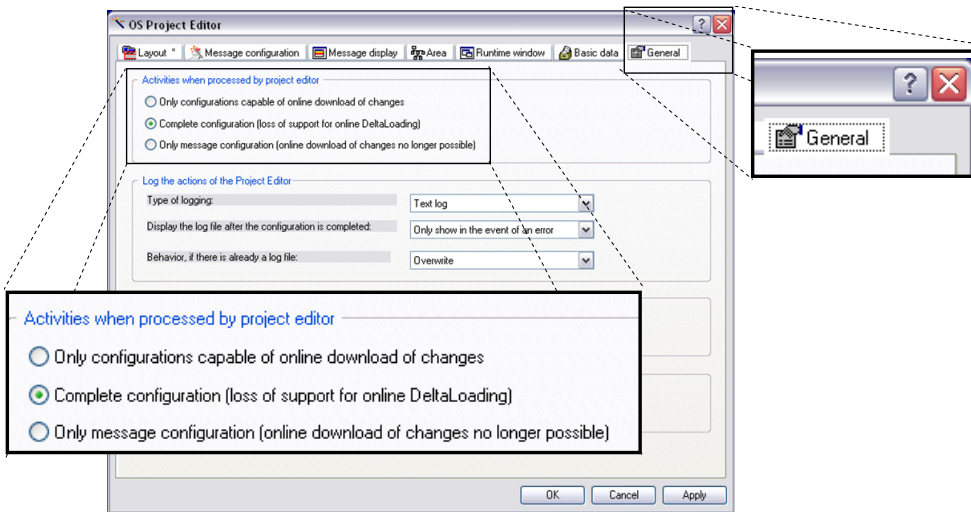 OS Project Editor
Layout * Message configuration Message display Area Runtime window Basic data General
Activities when processed by project editor
Only configurations capable of online download of changes
Complete configuration (loss of support for online DeltaLoading)
Only message configuration (online download of changes no longer possible)
Log the actions of the Project Editor
Type of logging: Text log
Display the log file after the configuration is completed: Only show in the event of an error
Behavior, if there is already a log file: Overwrite
?
General
Activities when processed by project editor
Only configurations capable of online download of changes
Complete configuration (loss of support for online DeltaLoading)
Only message configuration (online download of changes no longer possible)
OK Cancel Apply